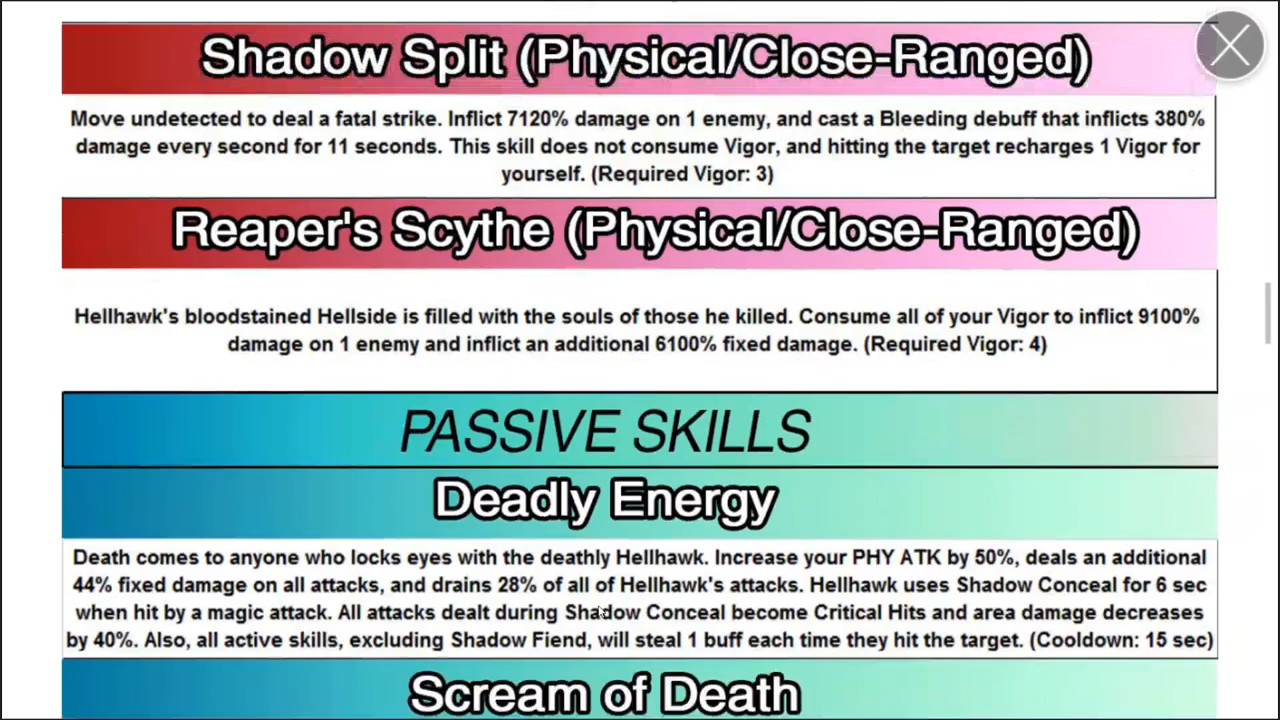 Shadow Split (Physical/Close-Ranged)
Move undetected to deal a fatal strike. Inflict 7120% damage on 1 enemy, and cast a Bleeding debuff that inflicts 380%
damage every second for 11 seconds. This skill does not consume Vigor, and hitting the target recharges 1 Vigor for
yourself. (Required Vigor: 3)
Reaper's Scythe (Physical/Close-Ranged)
Hellhawk's bloodstained Hellside is filled with the souls of those he killed. Consume all of your Vigor to inflict 9100%
damage on 1 enemy and inflict an additional 6100% fixed damage. (Required Vigor: 4)
PASSIVE SKILLS
Deadly Energy
Death comes to anyone who locks eyes with the deathly Hellhawk. Increase your PHY ATK by 50%, deals an additional
44% fixed damage on all attacks, and drains 28% of all of Hellhawk's attacks. Hellhawk uses Shadow Conceal for 6 sec
when hit by a magic attack. All attacks dealt during Shadow Conceal become Critical Hits and area damage decreases
by 40%. Also, all active skills, excluding Shadow Fiend, will steal 1 buff each time they hit the target. (Cooldown: 15 sec)
Scream of Death